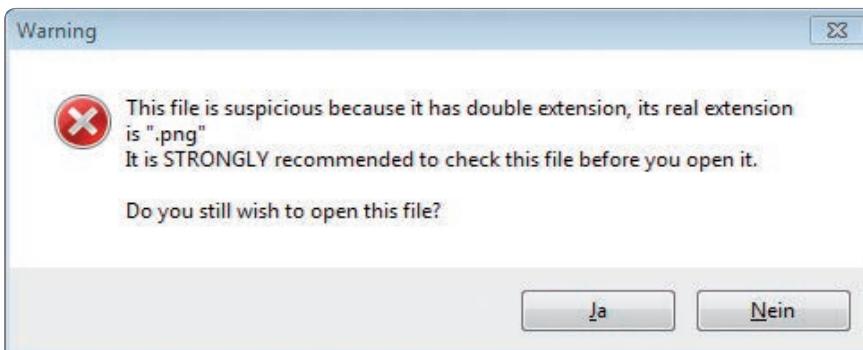 Warning
This file is suspicious because it has double extension, its real extension
is ".png"
It is STRONGLY recommended to check this file before you open it.
Do you still wish to open this file?
Ja
Nein